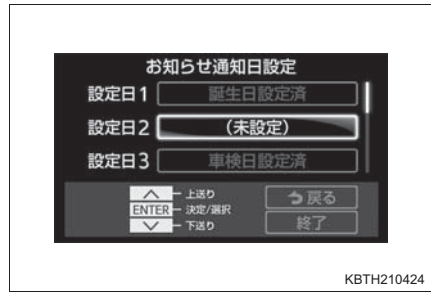 お知らせ通知日設定
設定日1 誕生日設定済
設定日2 (未設定)
設定日3 車検日設定済
上送り
ENTER 決定/選択
下送り
戻る
終了
KBTH210424